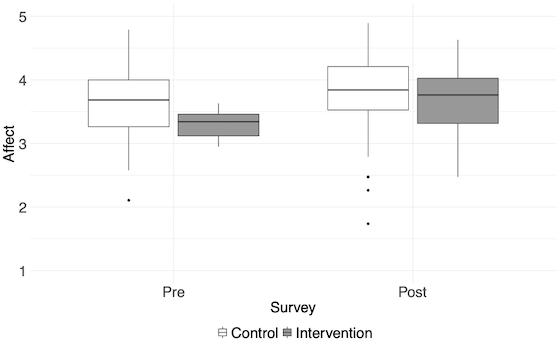 5
4
3
2
1
Affect
Pre
Post
Survey
Control Intervention